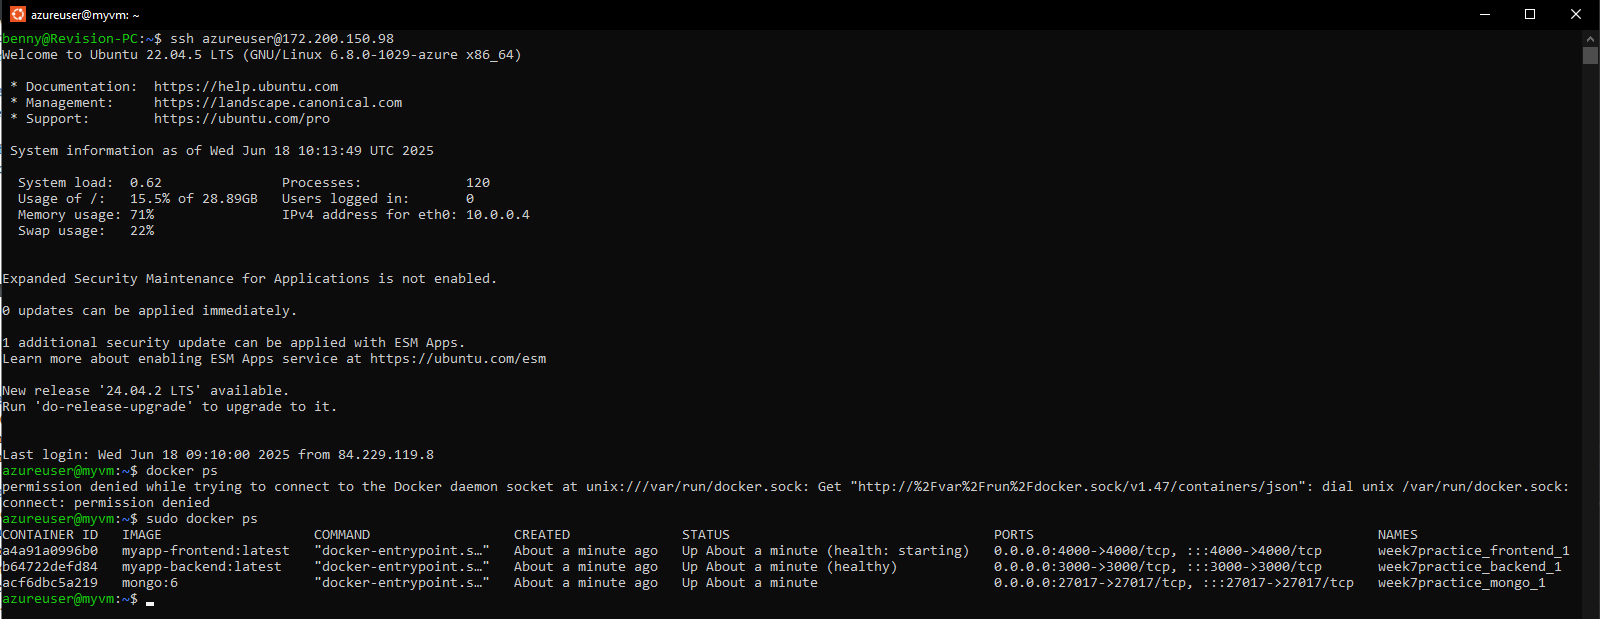 azureuser@myvm: ~
benny@Revision-PC:~$ ssh azureuser@172.200.150.98
Welcome to Ubuntu 22.04.5 LTS (GNU/Linux 6.8.0-1029-azure x86_64)
* Documentation:  https://help.ubuntu.com
* Management:     https://landscape.canonical.com
* Support:        https://ubuntu.com/pro
System information as of Wed Jun 18 10:13:49 UTC 2025
System load:  0.62               Processes:             120
Usage of /:   15.5% of 28.89GB   Users logged in:       0
Memory usage: 71%                IPv4 address for eth0: 10.0.0.4
Swap usage:   22%
Expanded Security Maintenance for Applications is not enabled.
0 updates can be applied immediately.
1 additional security update can be applied with ESM Apps.
Learn more about enabling ESM Apps service at https://ubuntu.com/esm
New release '24.04.2 LTS' available.
Run 'do-release-upgrade' to upgrade to it.
Last login: Wed Jun 18 09:10:00 2025 from 84.229.119.8
azureuser@myvm:~$ docker ps
permission denied while trying to connect to the Docker daemon socket at unix:///var/run/docker.sock: Get "http://%2Fvar%2Frun%2Fdocker.sock/v1.47/containers/json": dial unix /var/run/docker.sock:
connect: permission denied
azureuser@myvm:~$ sudo docker ps
CONTAINER ID   IMAGE                   COMMAND                  CREATED              STATUS                                 PORTS                                           NAMES
a4a91a0996b0   myapp-frontend:latest   "docker-entrypoint.s…"   About a minute ago   Up About a minute (health: starting)   0.0.0.0:4000->4000/tcp, :::4000->4000/tcp       week7practice_frontend_1
b64722defd84   myapp-backend:latest    "docker-entrypoint.s…"   About a minute ago   Up About a minute (healthy)            0.0.0.0:3000->3000/tcp, :::3000->3000/tcp       week7practice_backend_1
acf6dbc5a219   mongo:6                 "docker-entrypoint.s…"   About a minute ago   Up About a minute                      0.0.0.0:27017->27017/tcp, :::27017->27017/tcp   week7practice_mongo_1
azureuser@myvm:~$